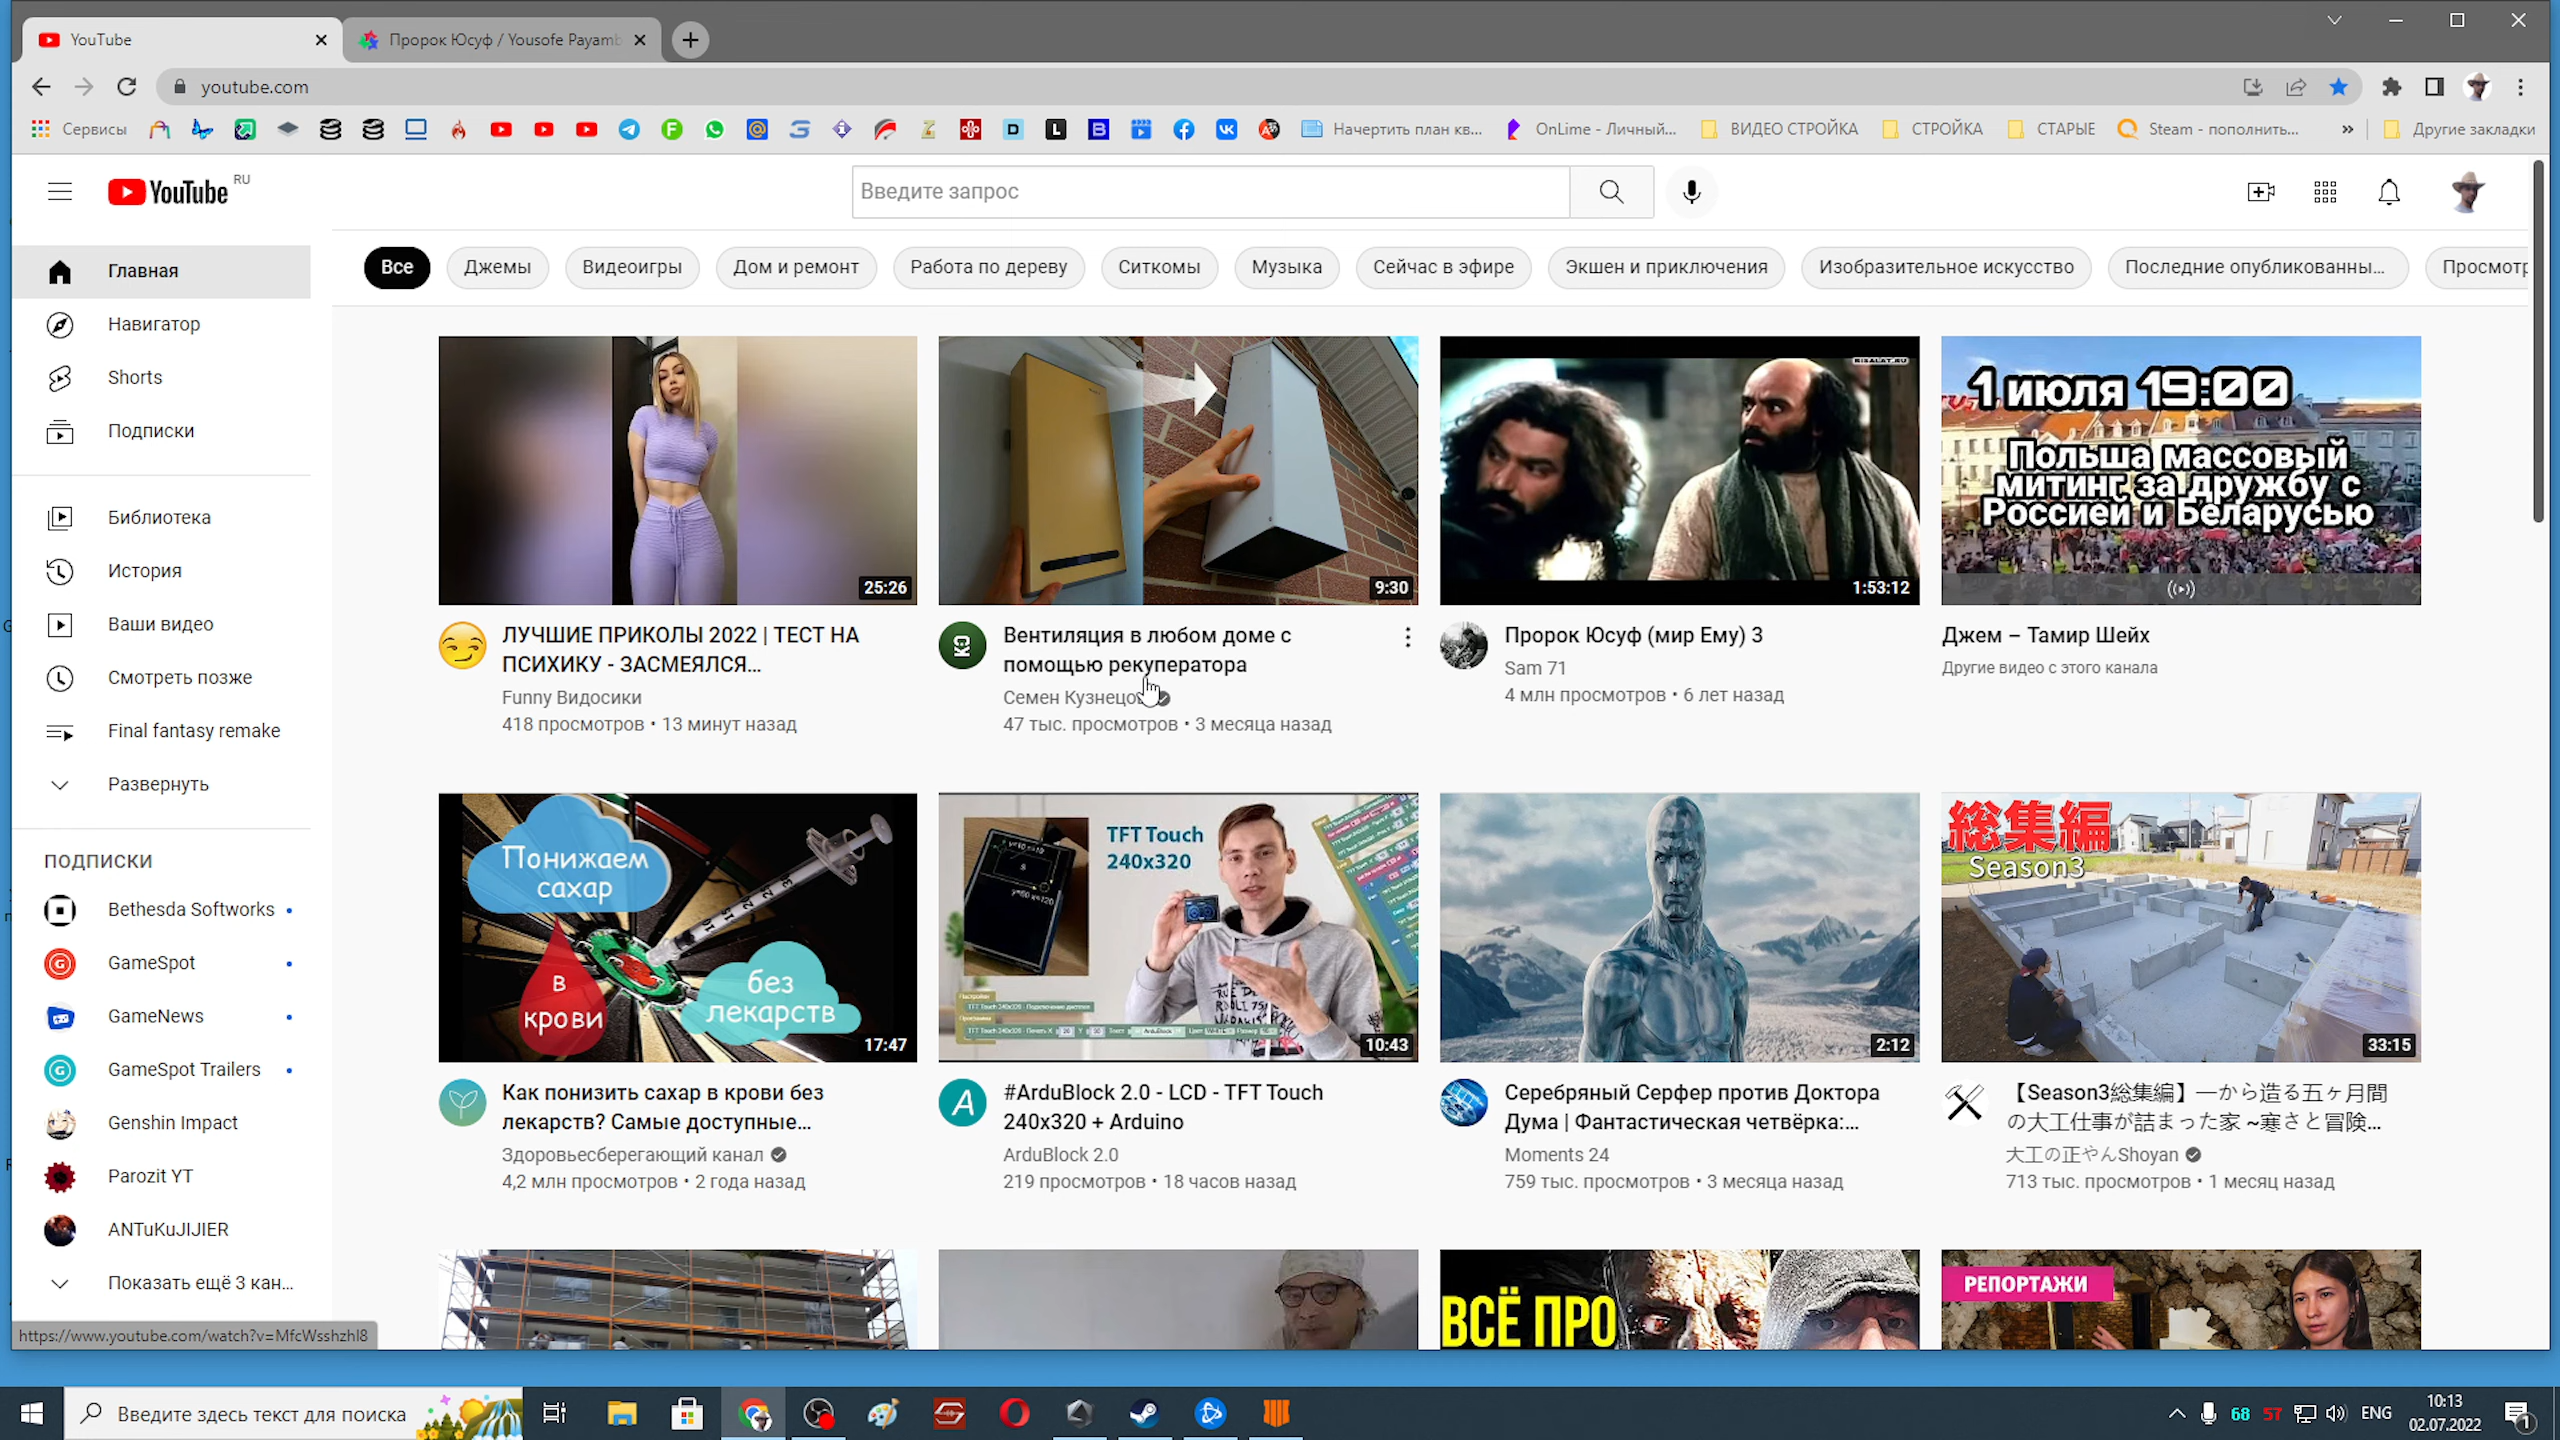 YouTube
Пророк Юсуф / Yousofe Payamb
youtube.com
Сервисы
Начертить план кв...
OnLime - Личный...
ВИДЕО СТРОЙКА
СТРОЙКА
СТАРЫЕ
Steam - пополнить...
»
Другие закладки
YouTube RU
Введите запрос
Главная
Навигатор
Shorts
Подписки
Библиотека
История
Ваши видео
Смотреть позже
Final fantasy remake
Развернуть
ПОДПИСКИ
Bethesda Softworks
GameSpot
GameNews
GameSpot Trailers
Genshin Impact
Parozit YT
ANTuKuJIJIER
Показать ещё 3 кан...
https://www.youtube.com/watch?v=MfcWsshzhI8
Все
Джемы
Видеоигры
Дом и ремонт
Работа по дереву
Ситкомы
Музыка
Сейчас в эфире
Экшен и приключения
Изобразительное искусство
Последние опубликованны...
Просмотр
25:26
ЛУЧШИЕ ПРИКОЛЫ 2022 | ТЕСТ НА
ПСИХИКУ - ЗАСМЕЯЛСЯ...
Funny Видосики
418 просмотров • 13 минут назад
9:30
Вентиляция в любом доме с
помощью рекуператора
Семен Кузнецов
47 тыс. просмотров • 3 месяца назад
RISALAT.RU
1:53:12
Пророк Юсуф (мир Ему) 3
Sam 71
4 млн просмотров • 6 лет назад
1 июля 19:00
Польша массовый
митинг за дружбу с
Россией и Беларусью
Джем – Тамир Шейх
Другие видео с этого канала
Понижаем
сахар
в
крови
без
лекарств
17:47
Как понизить сахар в крови без
лекарств? Самые доступные...
Здоровьесберегающий канал
4,2 млн просмотров • 2 года назад
TFT Touch
240x320
10:43
#ArduBlock 2.0 - LCD - TFT Touch
240x320 + Arduino
ArduBlock 2.0
219 просмотров • 18 часов назад
2:12
Серебряный Серфер против Доктора
Дума | Фантастическая четвёрка:...
Moments 24
759 тыс. просмотров • 3 месяца назад
総集編
Season3
33:15
【Season3総集編】一から造る五ヶ月間
の大工仕事が詰まった家 ~寒さと冒険...
大工の正やんShoyan
713 тыс. просмотров • 1 месяц назад
ВСЁ ПРО
РЕПОРТАЖИ
Введите здесь текст для поиска
68
57
ENG
10:13
02.07.2022
1